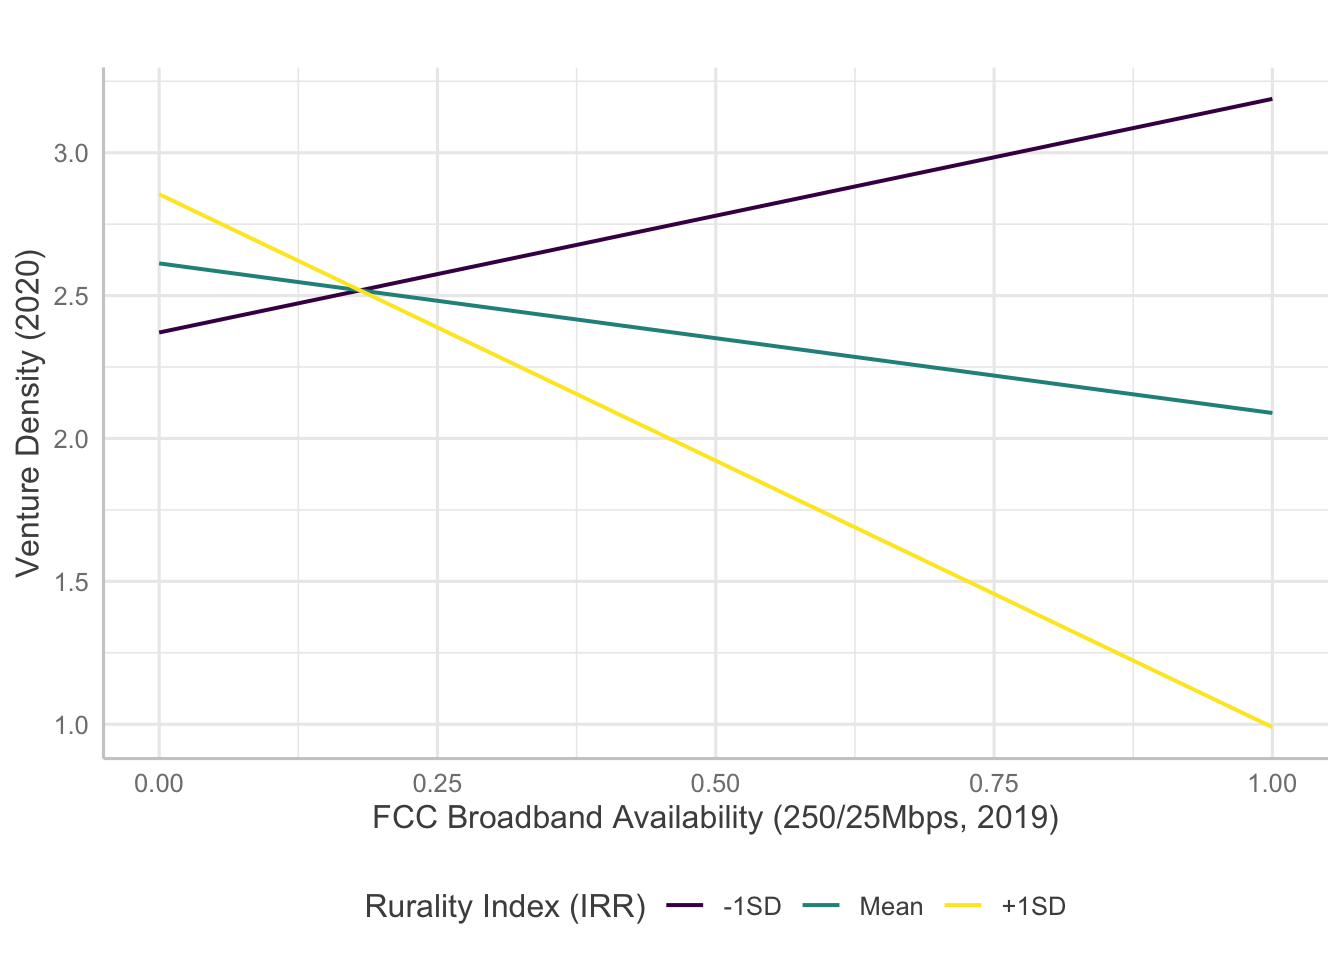 Venture Density (2020)
3.0
2.5
2.0
1.5
1.0
0.00 0.25 0.50 0.75 1.00
FCC Broadband Availability (250/25Mbps, 2019)
Rurality Index (IRR) -1SD Mean +1SD